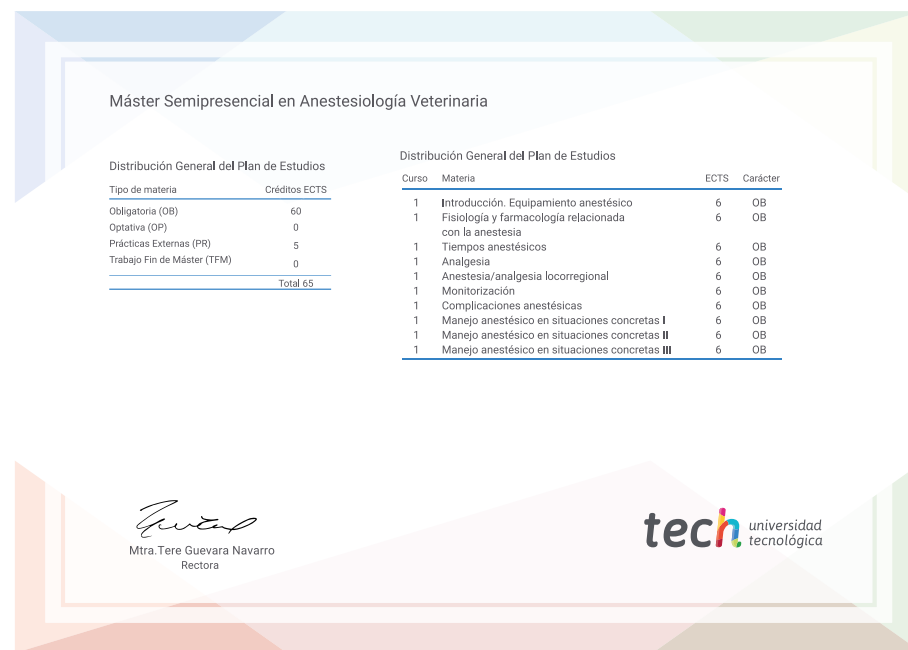 Máster Semipresencial en Anestesiología Veterinaria
Distribución General del Plan de Estudios
Tipo de materia Créditos ECTS
Obligatoria (OB) 60
Optativa (OP) 0
Prácticas Externas (PR) 5
Trabajo Fin de Máster (TFM) 0
Total 65
Distribución General del Plan de Estudios
Curso Materia ECTS Carácter
1 Introducción. Equipamiento anestésico 6 OB
1 Fisiología y farmacología relacionada 6 OB
con la anestesia
1 Tiempos anestésicos 6 OB
1 Analgesia 6 OB
1 Anestesia/analgesia locorregional 6 OB
1 Monitorización 6 OB
1 Complicaciones anestésicas 6 OB
1 Manejo anestésico en situaciones concretas I 6 OB
1 Manejo anestésico en situaciones concretas II 6 OB
1 Manejo anestésico en situaciones concretas III 6 OB
Mtra.Tere Guevara Navarro
Rectora
tech universidad
tecnológica